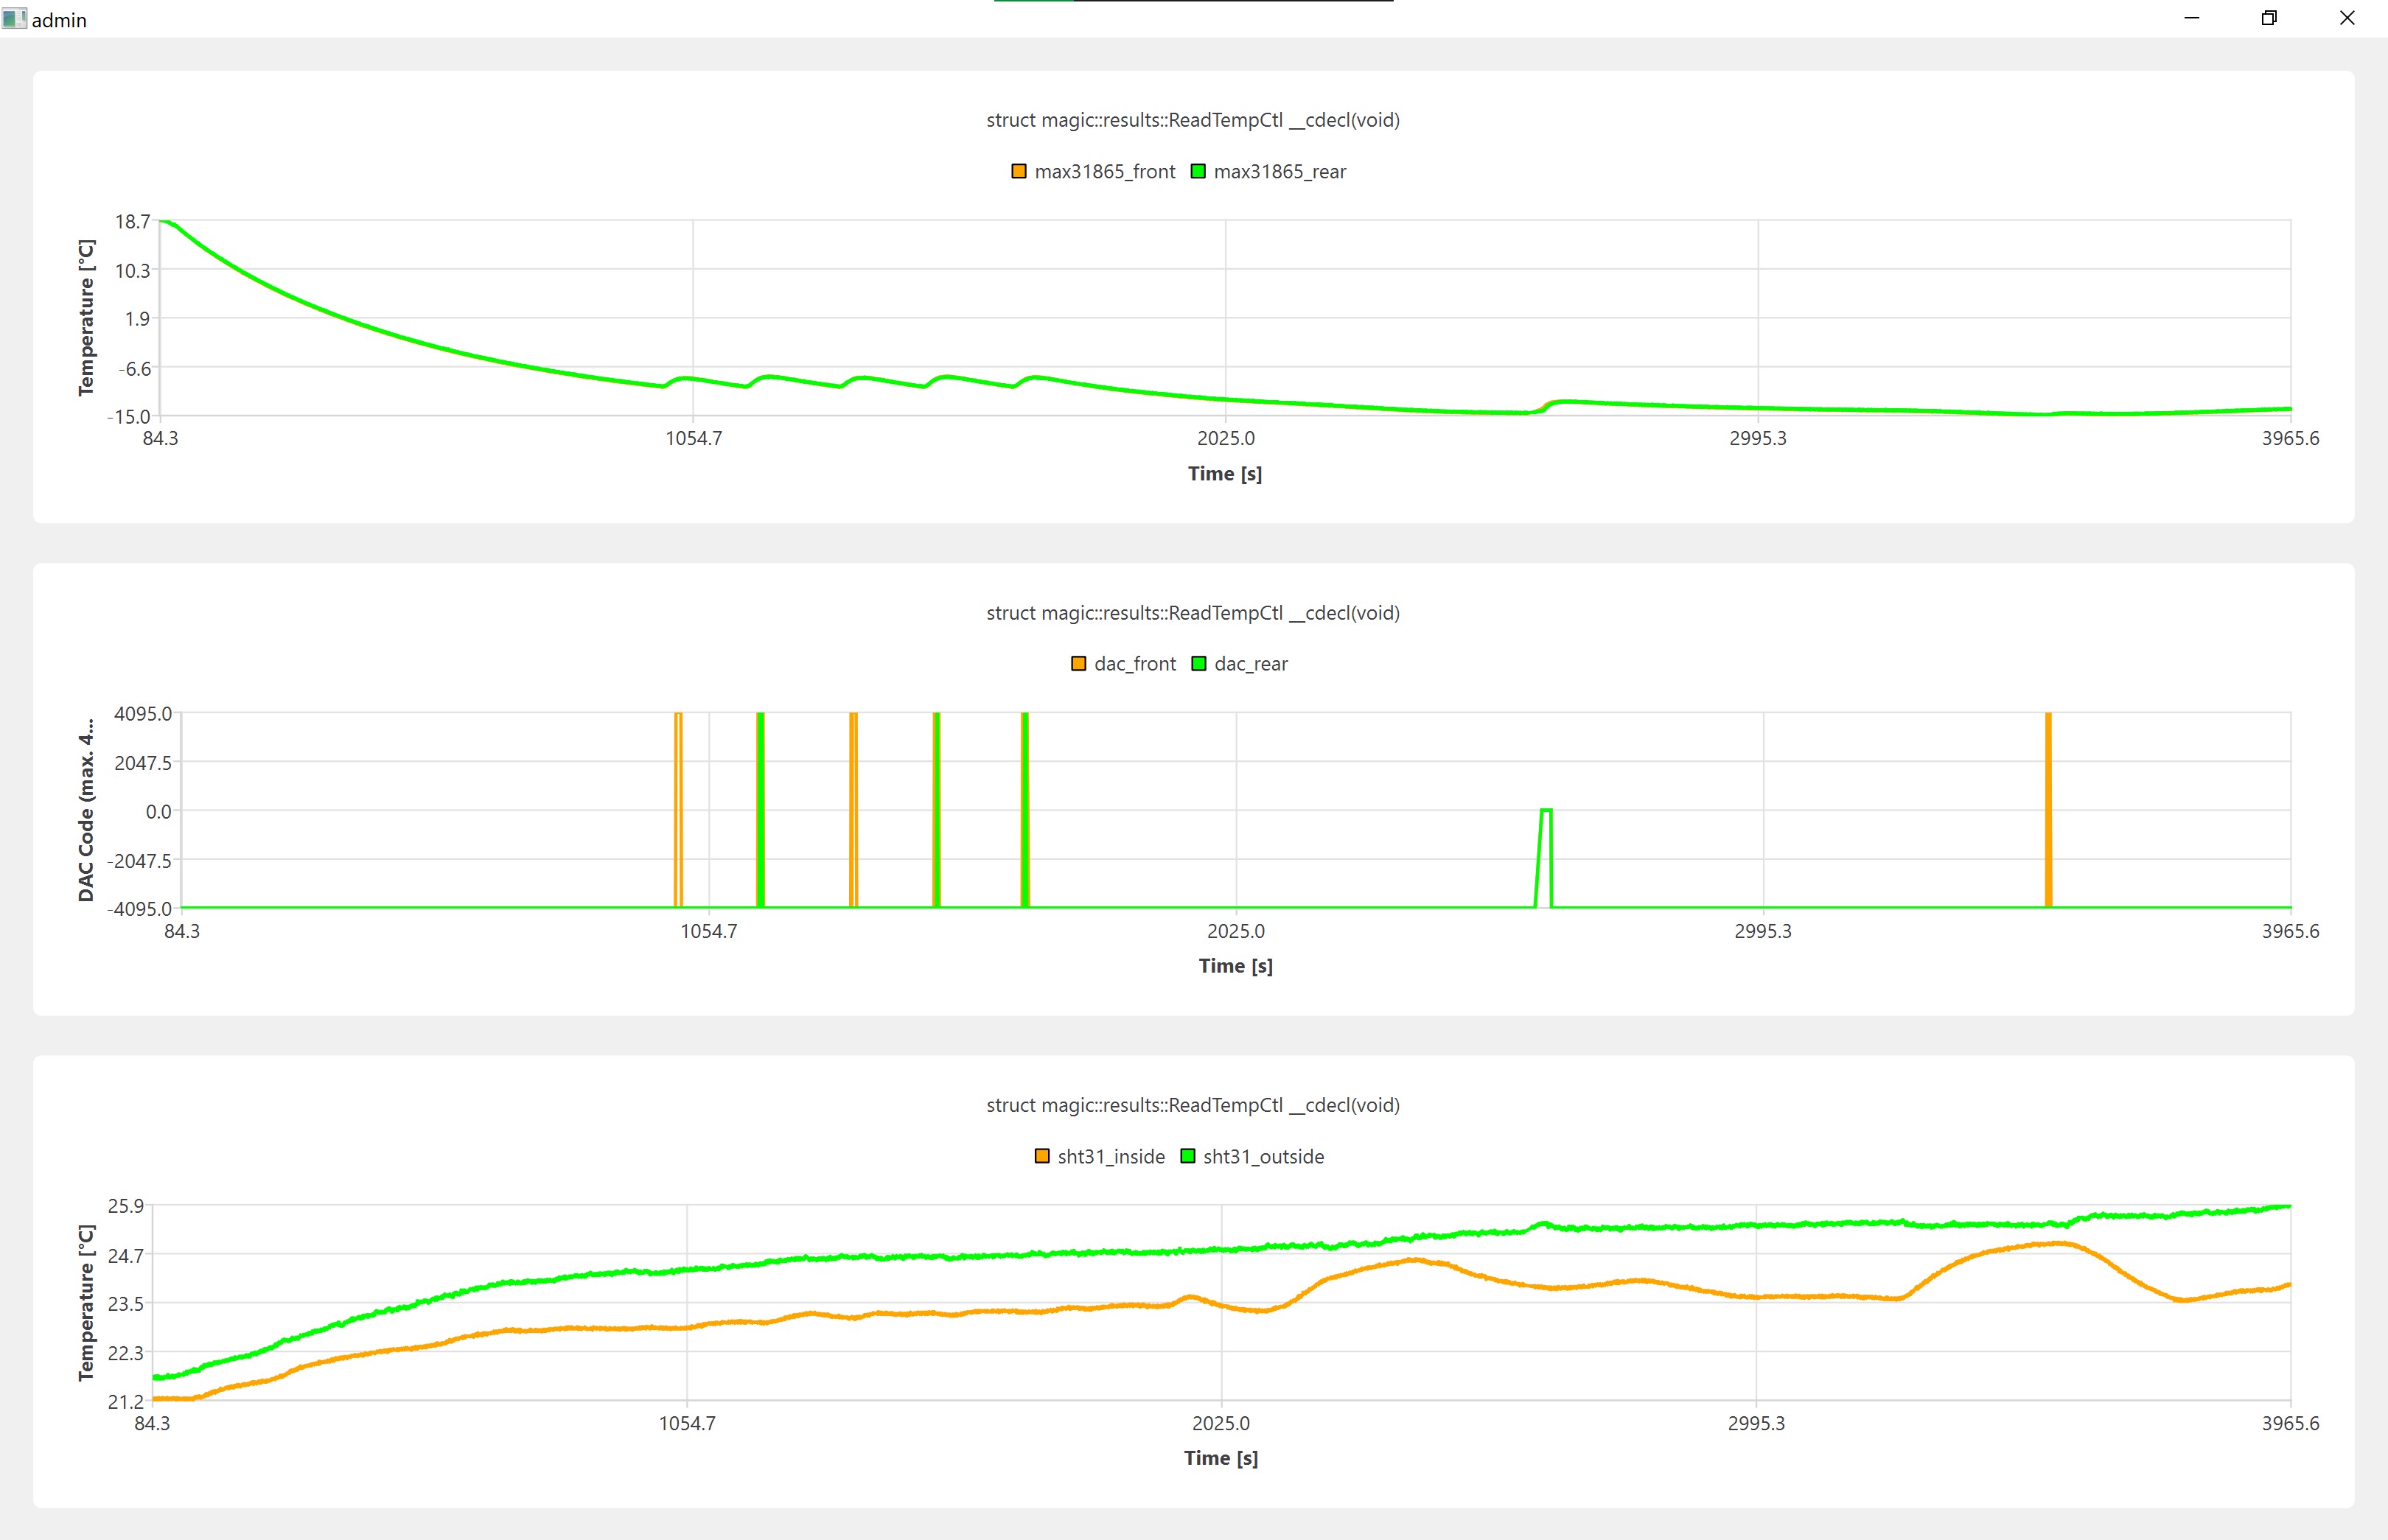 admin
struct magic::results::ReadTempCtl __cdecl(void)
max31865_front max31865_rear
Temperature [°C]
18.7
10.3
1.9
-6.6
-15.0
84.3 1054.7 2025.0 2995.3 3965.6
Time [s]
struct magic::results::ReadTempCtl __cdecl(void)
dac_front dac_rear
DAC Code (max. 4...
4095.0
2047.5
0.0
-2047.5
-4095.0
84.3 1054.7 2025.0 2995.3 3965.6
Time [s]
struct magic::results::ReadTempCtl __cdecl(void)
sht31_inside sht31_outside
Temperature [°C]
25.9
24.7
23.5
22.3
21.2
84.3 1054.7 2025.0 2995.3 3965.6
Time [s]